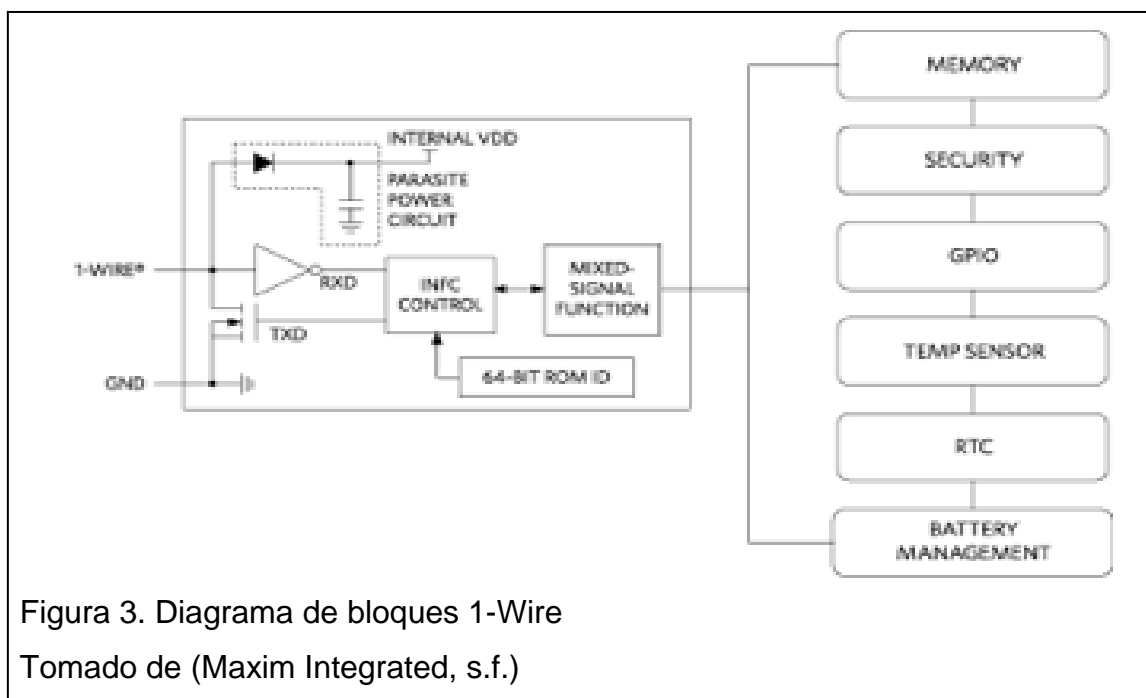 MEMORY
INTERNAL VDD
SECURITY
PARASITE
POWER
CIRCUIT
GPIO
1-WIRE®
RXD
INFC
CONTROL
MIXED-
SIGNAL
FUNCTION
TXD
TEMP SENSOR
GND
64-BIT ROM ID
RTC
BATTERY
MANAGEMENT
Figura 3. Diagrama de bloques 1-Wire
Tomado de (Maxim Integrated, s.f.)